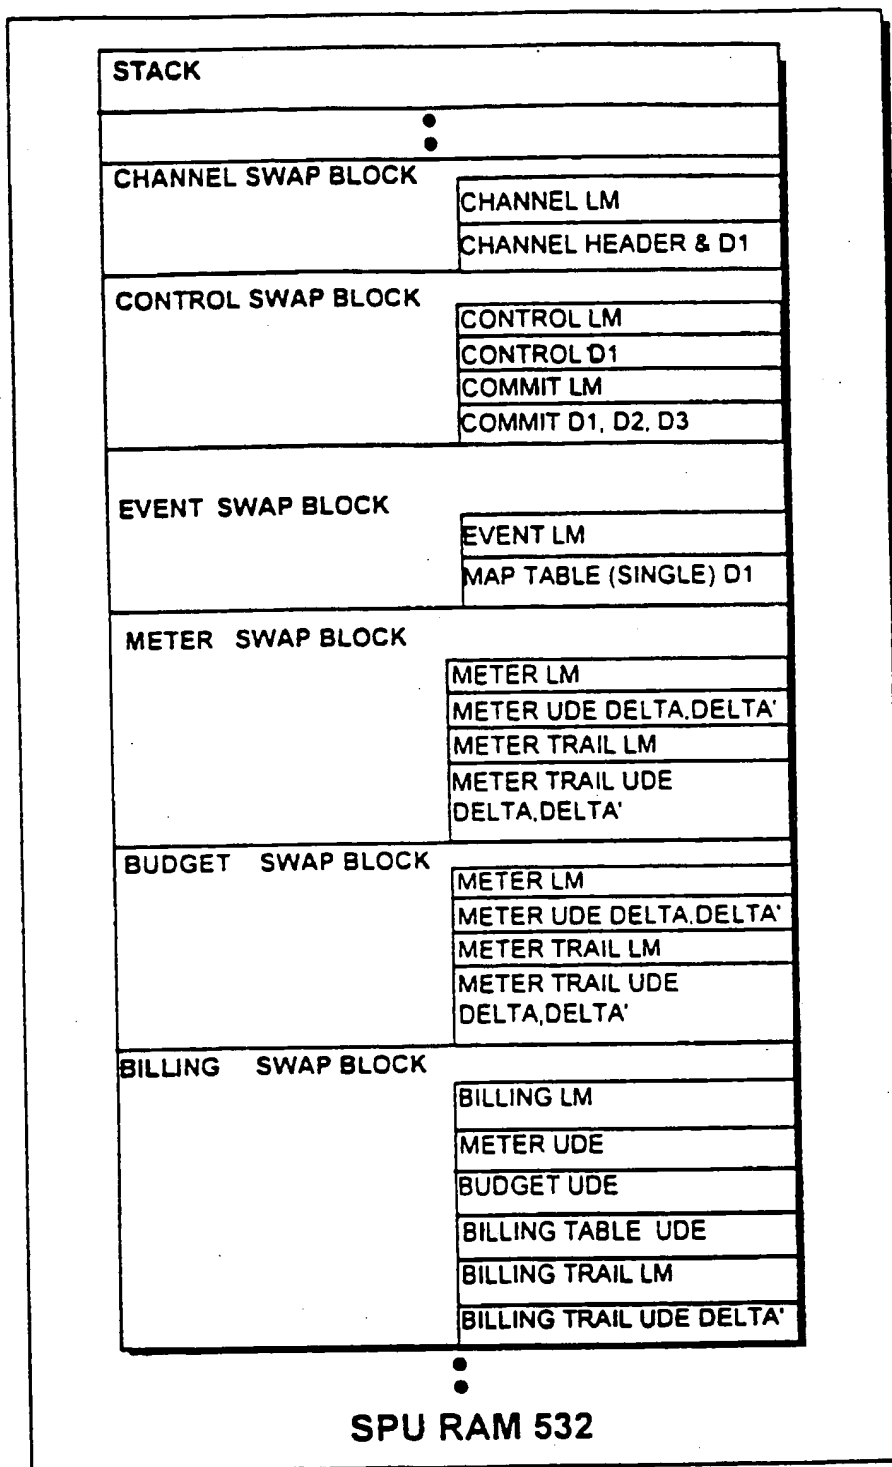 STACK
CHANNEL SWAP BLOCK
CHANNEL LM
CHANNEL HEADER & D1
CONTROL SWAP BLOCK
CONTROL LM
CONTROL D1
COMMIT LM
COMMIT D1, D2, D3
EVENT SWAP BLOCK
EVENT LM
MAP TABLE (SINGLE) D1
METER SWAP BLOCK
METER LM
METER UDE DELTA,DELTA'
METER TRAIL LM
METER TRAIL UDE
DELTA,DELTA'
BUDGET SWAP BLOCK
METER LM
METER UDE DELTA,DELTA'
METER TRAIL LM
METER TRAIL UDE
DELTA,DELTA'
BILLING SWAP BLOCK
BILLING LM
METER UDE
BUDGET UDE
BILLING TABLE UDE
BILLING TRAIL LM
BILLING TRAIL UDE DELTA'
SPU RAM 532